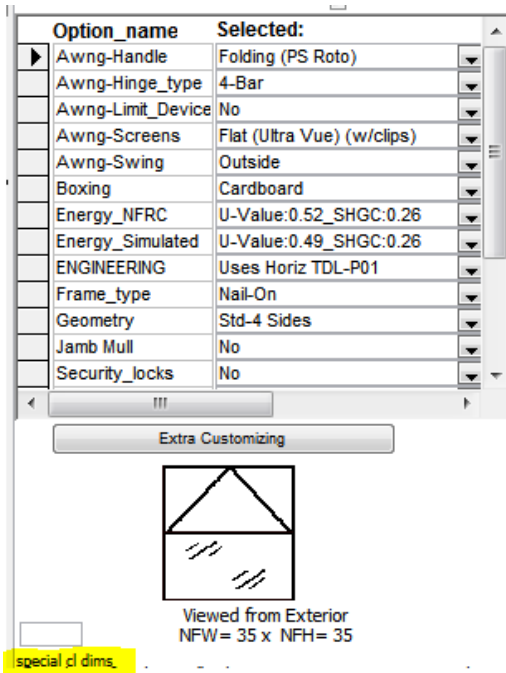 Option_name Selected:
Awng-Handle Folding (PS Roto)
Awng-Hinge_type 4-Bar
Awng-Limit_Device No
Awng-Screens Flat (Ultra Vue) (w/clips)
Awng-Swing Outside
Boxing Cardboard
Energy_NFRC U-Value:0.52_SHGC:0.26
Energy_Simulated U-Value:0.49_SHGC:0.26
ENGINEERING Uses Horiz TDL-P01
Frame_type Nail-On
Geometry Std-4 Sides
Jamb Mull No
Security_locks No
Extra Customizing
Viewed from Exterior
NFW= 35 x NFH= 35
special cl dims